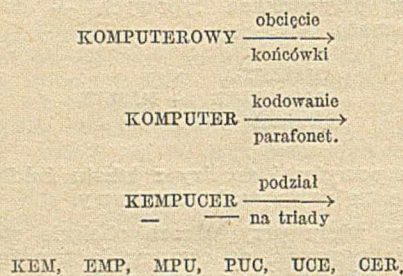 obcięcie
KOMPUTEROWY ⟶
końcówki
kodowanie
KOMPUTER ⟶
parafonet.
podział
KEMPUCER ⟶
na triady
KEM, EMP, MPU, PUC, UCE, CER.